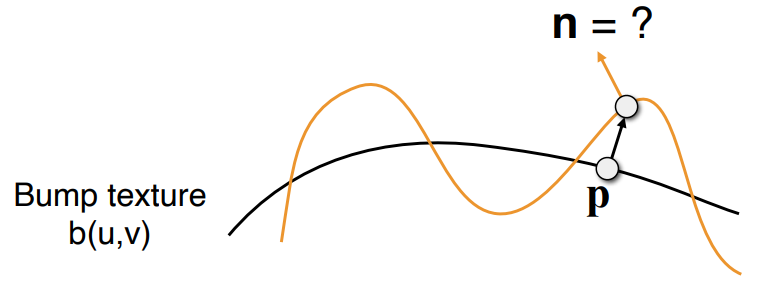 n = ?
Bump texture
b(u,v)
p